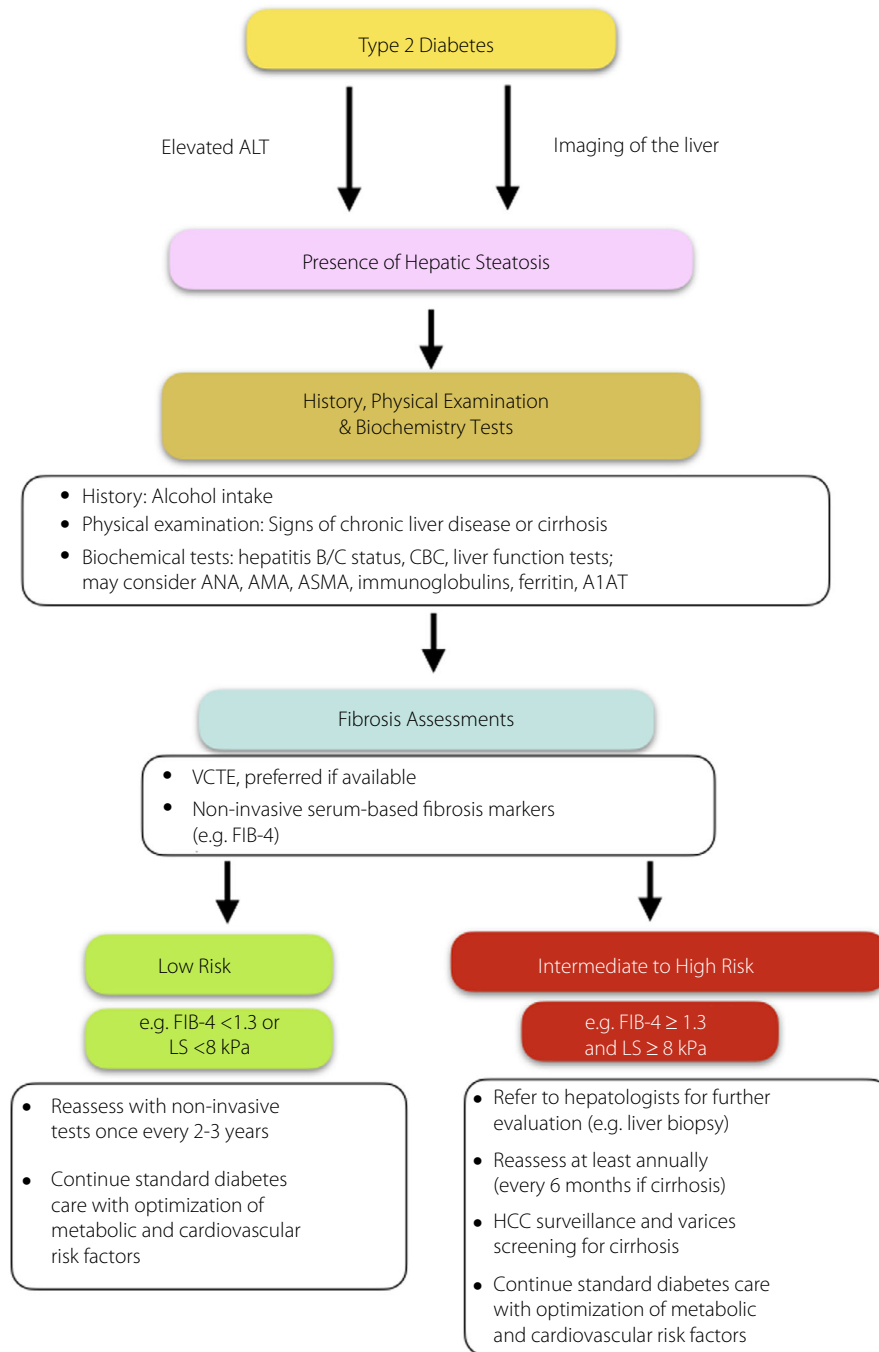 Type 2 Diabetes
Elevated ALT
Imaging of the liver
Presence of Hepatic Steatosis
History, Physical Examination
& Biochemistry Tests
• History: Alcohol intake
• Physical examination: Signs of chronic liver disease or cirrhosis
• Biochemical tests: hepatitis B/C status, CBC, liver function tests;
may consider ANA, AMA, ASMA, immunoglobulins, ferritin, A1AT
Fibrosis Assessments
• VCTE, preferred if available
• Non-invasive serum-based fibrosis markers
(e.g. FIB-4)
Low Risk
e.g. FIB-4 <1.3 or
LS <8 kPa
• Reassess with non-invasive
tests once every 2-3 years
• Continue standard diabetes
care with optimization of
metabolic and cardiovascular
risk factors
Intermediate to High Risk
e.g. FIB-4 ≥ 1.3
and LS ≥ 8 kPa
• Refer to hepatologists for further
evaluation (e.g. liver biopsy)
• Reassess at least annually
(every 6 months if cirrhosis)
• HCC surveillance and varices
screening for cirrhosis
• Continue standard diabetes care
with optimization of metabolic
and cardiovascular risk factors